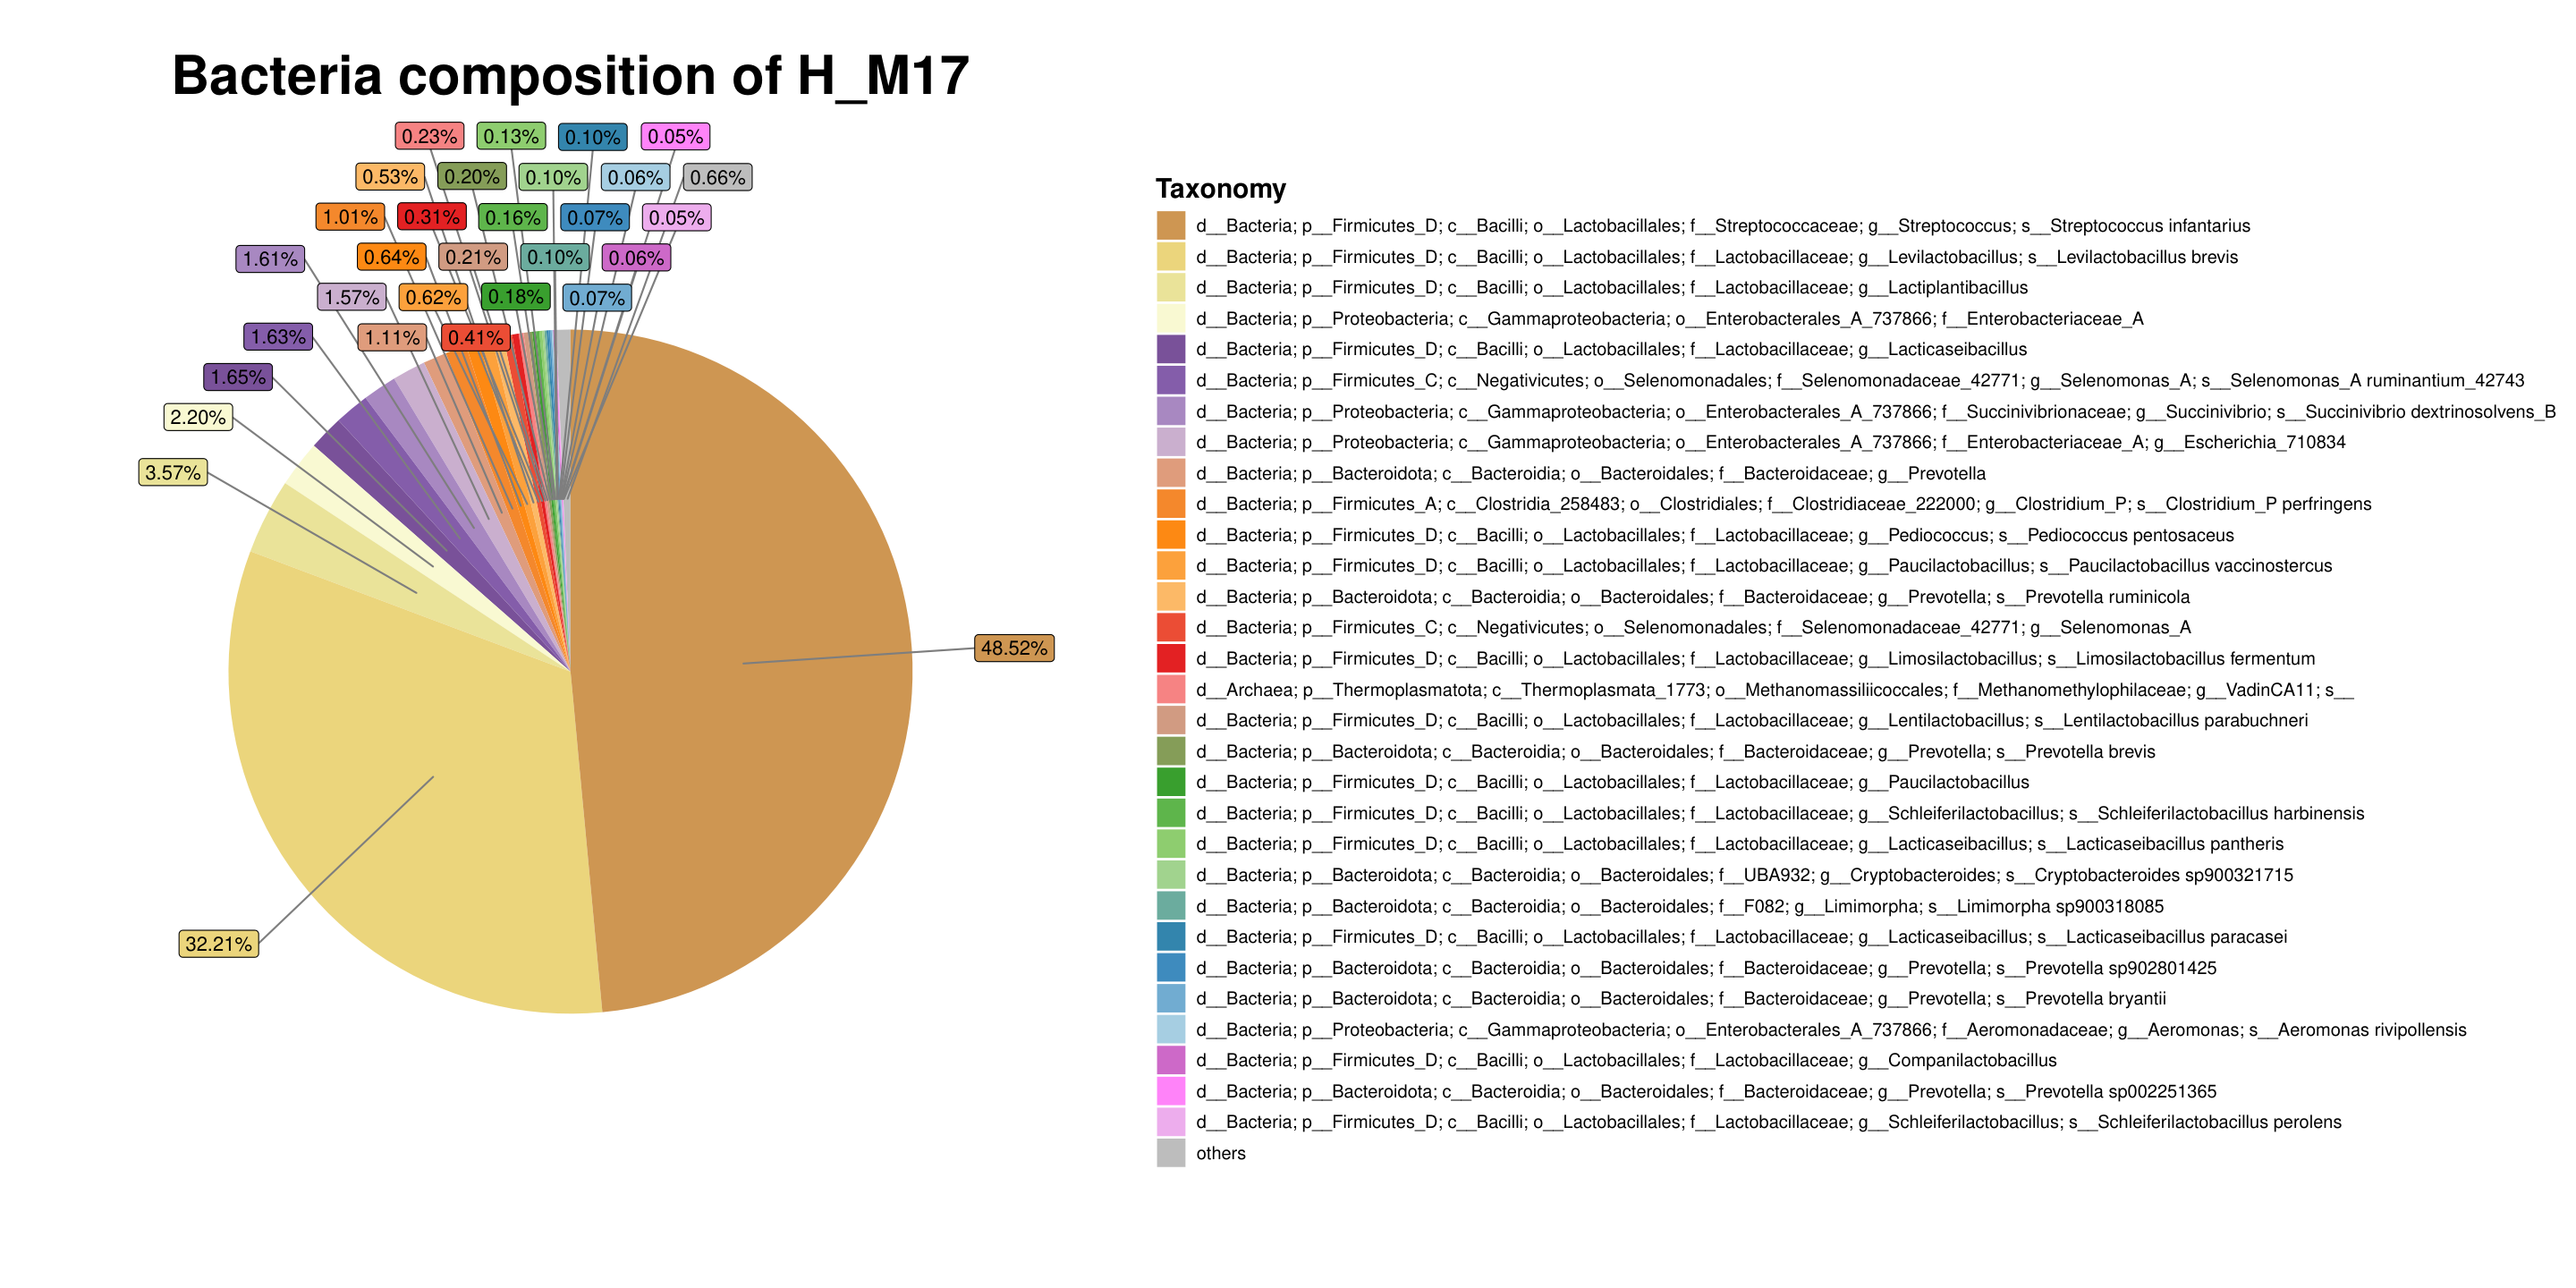 Bacteria composition of H_M17
0.23% 0.13% 0.10% 0.05%
0.53% 0.20% 0.10% 0.06% 0.66%
1.01% 0.31% 0.16% 0.07% 0.05%
1.61% 0.64% 0.21% 0.10% 0.06%
1.57% 0.62% 0.18% 0.07%
1.63% 1.11% 0.41%
1.65%
2.20%
3.57%
48.52%
32.21%
Taxonomy
d__Bacteria; p__Firmicutes_D; c__Bacilli; o__Lactobacillales; f__Streptococcaceae; g__Streptococcus; s__Streptococcus infantarius
d__Bacteria; p__Firmicutes_D; c__Bacilli; o__Lactobacillales; f__Lactobacillaceae; g__Levilactobacillus; s__Levilactobacillus brevis
d__Bacteria; p__Firmicutes_D; c__Bacilli; o__Lactobacillales; f__Lactobacillaceae; g__Lactiplantibacillus
d__Bacteria; p__Proteobacteria; c__Gammaproteobacteria; o__Enterobacterales_A_737866; f__Enterobacteriaceae_A
d__Bacteria; p__Firmicutes_D; c__Bacilli; o__Lactobacillales; f__Lactobacillaceae; g__Lacticaseibacillus
d__Bacteria; p__Firmicutes_C; c__Negativicutes; o__Selenomonadales; f__Selenomonadaceae_42771; g__Selenomonas_A; s__Selenomonas_A ruminantium_42743
d__Bacteria; p__Proteobacteria; c__Gammaproteobacteria; o__Enterobacterales_A_737866; f__Succinivibrionaceae; g__Succinivibrio; s__Succinivibrio dextrinosolvens_B
d__Bacteria; p__Proteobacteria; c__Gammaproteobacteria; o__Enterobacterales_A_737866; f__Enterobacteriaceae_A; g__Escherichia_710834
d__Bacteria; p__Bacteroidota; c__Bacteroidia; o__Bacteroidales; f__Bacteroidaceae; g__Prevotella
d__Bacteria; p__Firmicutes_A; c__Clostridia_258483; o__Clostridiales; f__Clostridiaceae_222000; g__Clostridium_P; s__Clostridium_P perfringens
d__Bacteria; p__Firmicutes_D; c__Bacilli; o__Lactobacillales; f__Lactobacillaceae; g__Pediococcus; s__Pediococcus pentosaceus
d__Bacteria; p__Firmicutes_D; c__Bacilli; o__Lactobacillales; f__Lactobacillaceae; g__Paucilactobacillus; s__Paucilactobacillus vaccinostercus
d__Bacteria; p__Bacteroidota; c__Bacteroidia; o__Bacteroidales; f__Bacteroidaceae; g__Prevotella; s__Prevotella ruminicola
d__Bacteria; p__Firmicutes_C; c__Negativicutes; o__Selenomonadales; f__Selenomonadaceae_42771; g__Selenomonas_A
d__Bacteria; p__Firmicutes_D; c__Bacilli; o__Lactobacillales; f__Lactobacillaceae; g__Limosilactobacillus; s__Limosilactobacillus fermentum
d__Archaea; p__Thermoplasmatota; c__Thermoplasmata_1773; o__Methanomassiliicoccales; f__Methanomethylophilaceae; g__VadinCA11; s__
d__Bacteria; p__Firmicutes_D; c__Bacilli; o__Lactobacillales; f__Lactobacillaceae; g__Lentilactobacillus; s__Lentilactobacillus parabuchneri
d__Bacteria; p__Bacteroidota; c__Bacteroidia; o__Bacteroidales; f__Bacteroidaceae; g__Prevotella; s__Prevotella brevis
d__Bacteria; p__Firmicutes_D; c__Bacilli; o__Lactobacillales; f__Lactobacillaceae; g__Paucilactobacillus
d__Bacteria; p__Firmicutes_D; c__Bacilli; o__Lactobacillales; f__Lactobacillaceae; g__Schleiferilactobacillus; s__Schleiferilactobacillus harbinensis
d__Bacteria; p__Firmicutes_D; c__Bacilli; o__Lactobacillales; f__Lactobacillaceae; g__Lacticaseibacillus; s__Lacticaseibacillus pantheris
d__Bacteria; p__Bacteroidota; c__Bacteroidia; o__Bacteroidales; f__UBA932; g__Cryptobacteroides; s__Cryptobacteroides sp900321715
d__Bacteria; p__Bacteroidota; c__Bacteroidia; o__Bacteroidales; f__F082; g__Limimorpha; s__Limimorpha sp900318085
d__Bacteria; p__Firmicutes_D; c__Bacilli; o__Lactobacillales; f__Lactobacillaceae; g__Lacticaseibacillus; s__Lacticaseibacillus paracasei
d__Bacteria; p__Bacteroidota; c__Bacteroidia; o__Bacteroidales; f__Bacteroidaceae; g__Prevotella; s__Prevotella sp902801425
d__Bacteria; p__Bacteroidota; c__Bacteroidia; o__Bacteroidales; f__Bacteroidaceae; g__Prevotella; s__Prevotella bryantii
d__Bacteria; p__Proteobacteria; c__Gammaproteobacteria; o__Enterobacterales_A_737866; f__Aeromonadaceae; g__Aeromonas; s__Aeromonas rivipollensis
d__Bacteria; p__Firmicutes_D; c__Bacilli; o__Lactobacillales; f__Lactobacillaceae; g__Companilactobacillus
d__Bacteria; p__Bacteroidota; c__Bacteroidia; o__Bacteroidales; f__Bacteroidaceae; g__Prevotella; s__Prevotella sp002251365
d__Bacteria; p__Firmicutes_D; c__Bacilli; o__Lactobacillales; f__Lactobacillaceae; g__Schleiferilactobacillus; s__Schleiferilactobacillus perolens
others